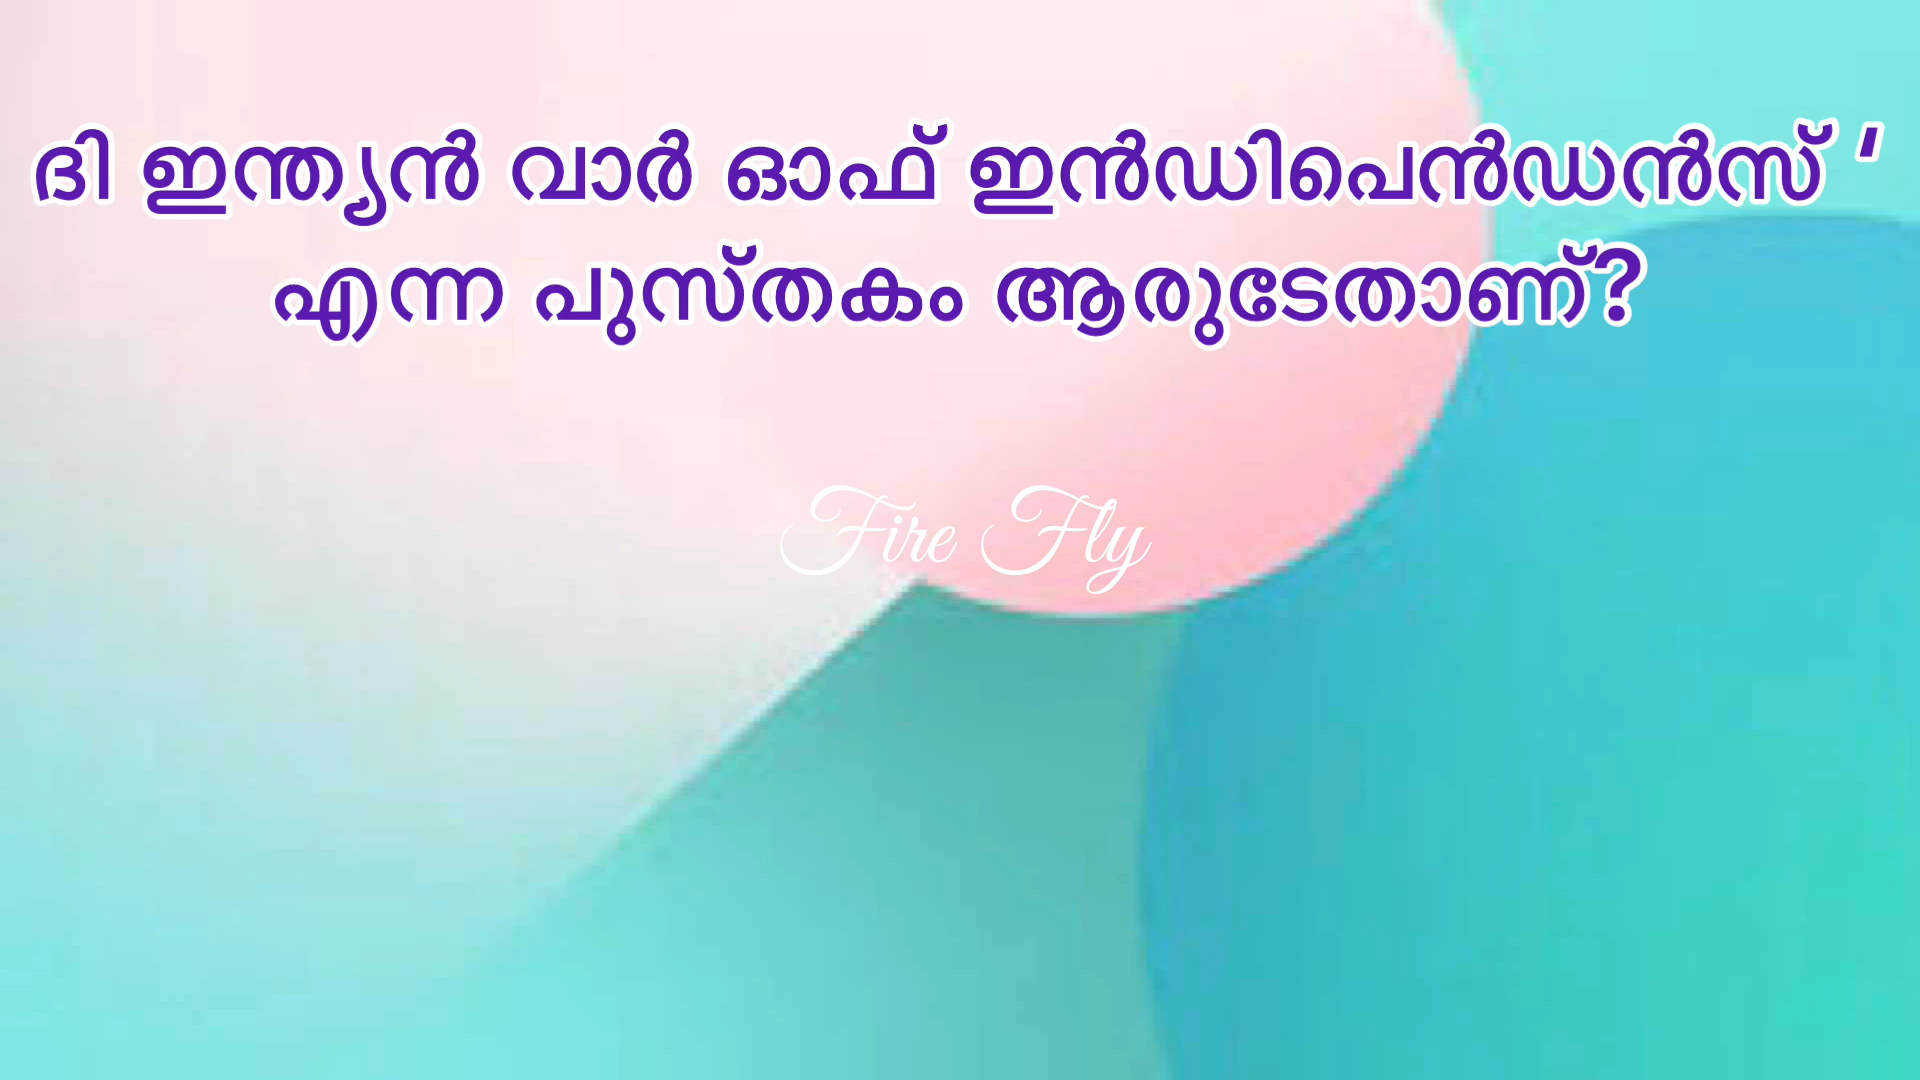 ദി ഇന്ത്യൻ വാർ ഓഫ് ഇൻഡിപെൻഡൻസ് ’
എന്ന പുസ്തകം ആരുടേതാണ്?
Fire Fly